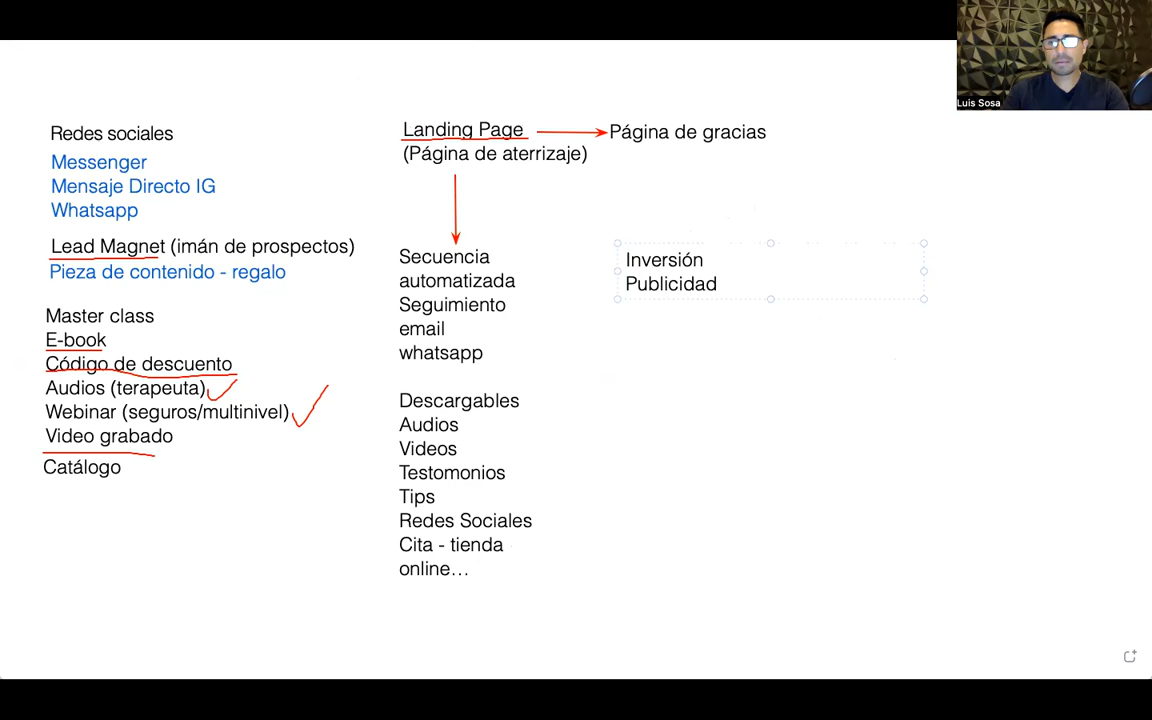 Luis Sosa
Redes sociales
Messenger
Mensaje Directo IG
Whatsapp
Lead Magnet (imán de prospectos)
Pieza de contenido - regalo
Master class
E-book
Código de descuento
Audios (terapeuta)
Webinar (seguros/multinivel)
Video grabado
Catálogo
Landing Page
(Página de aterrizaje)
Página de gracias
Secuencia
automatizada
Seguimiento
email
whatsapp
Descargables
Audios
Videos
Testomonios
Tips
Redes Sociales
Cita - tienda
online…
Inversión
Publicidad